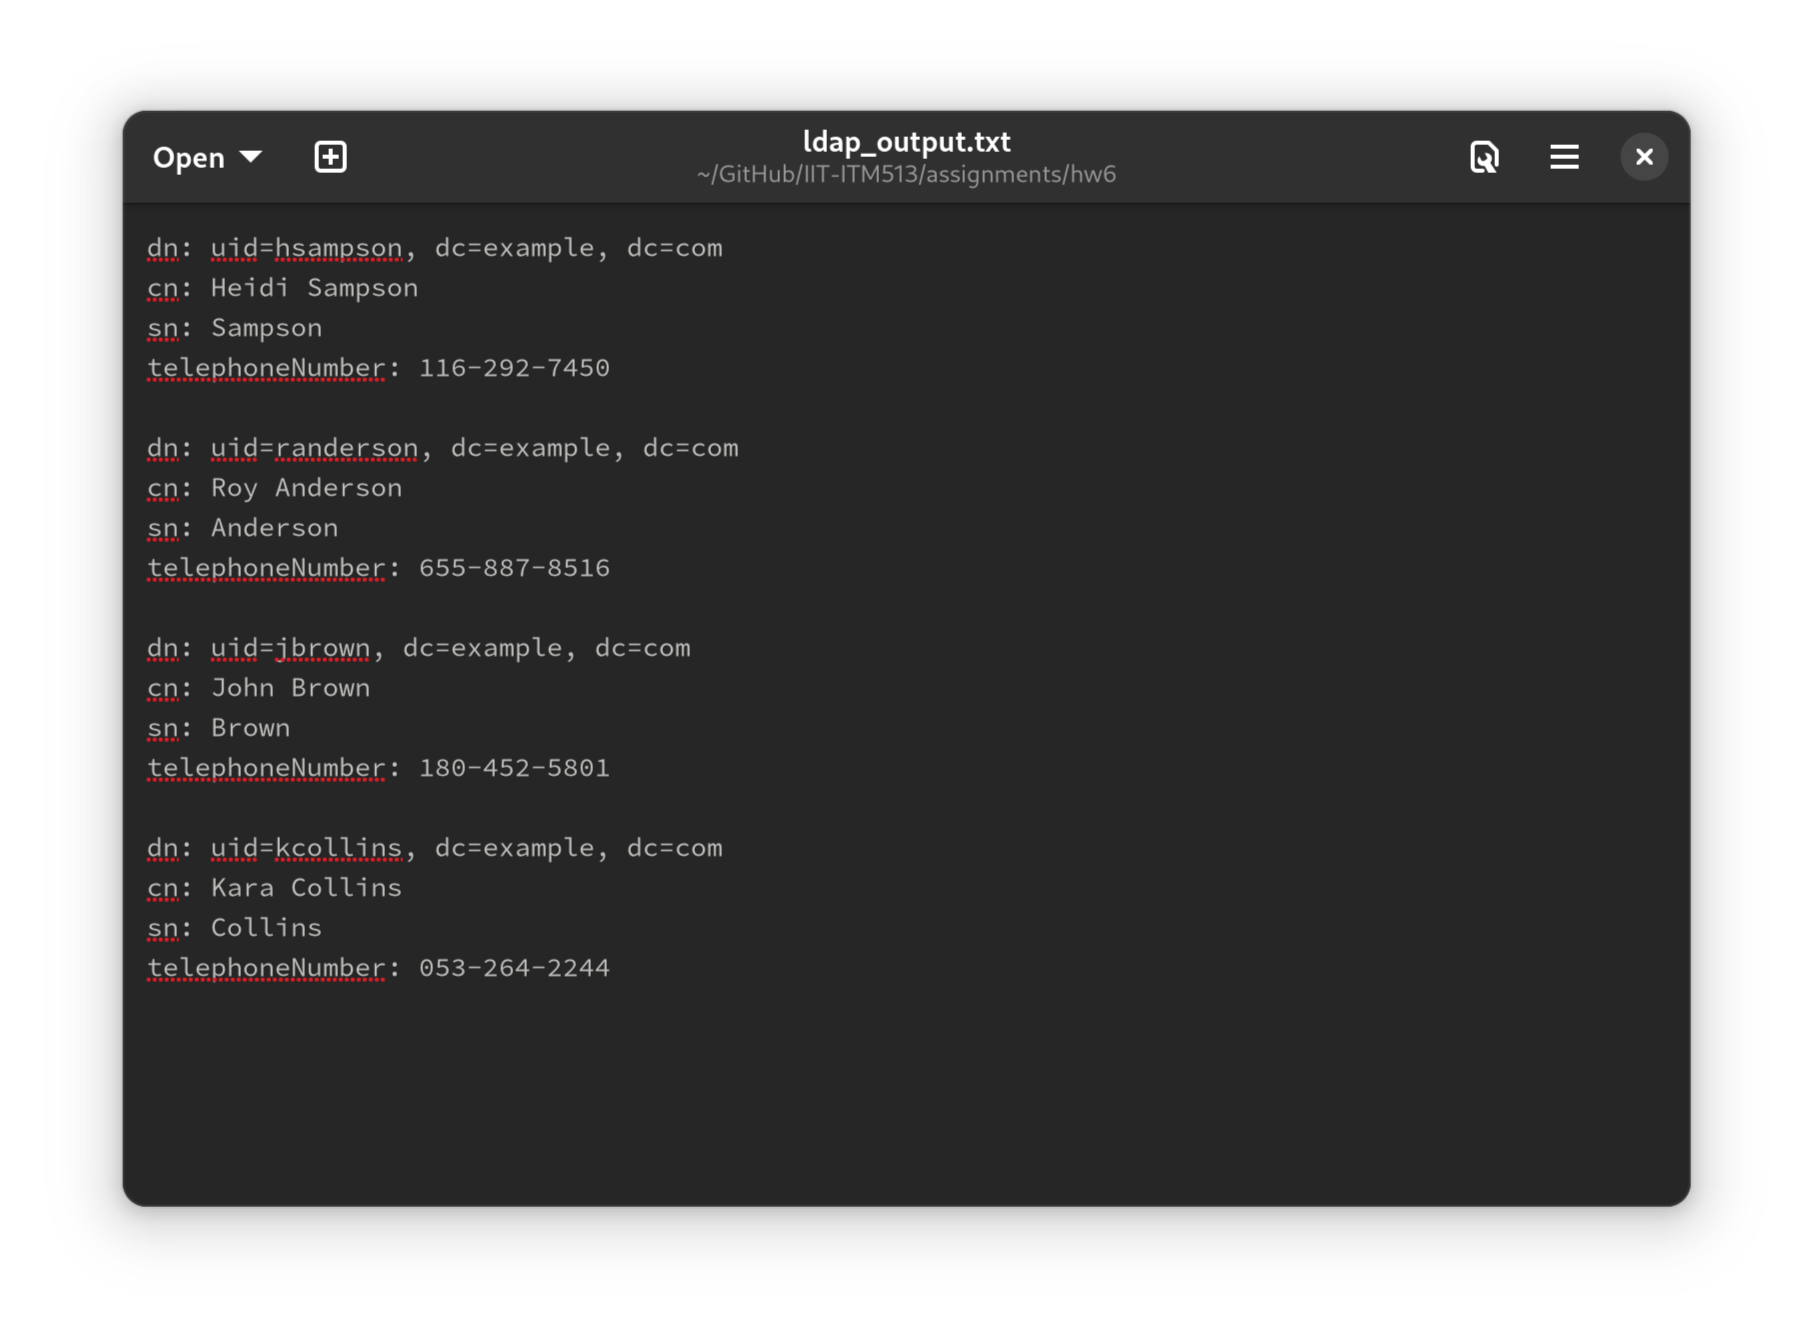 Open
ldap_output.txt
~/GitHub/IIT-ITM513/assignments/hw6
dn: uid=hsampson, dc=example, dc=com
cn: Heidi Sampson
sn: Sampson
telephoneNumber: 116-292-7450
dn: uid=randerson, dc=example, dc=com
cn: Roy Anderson
sn: Anderson
telephoneNumber: 655-887-8516
dn: uid=jbrown, dc=example, dc=com
cn: John Brown
sn: Brown
telephoneNumber: 180-452-5801
dn: uid=kcollins, dc=example, dc=com
cn: Kara Collins
sn: Collins
telephoneNumber: 053-264-2244